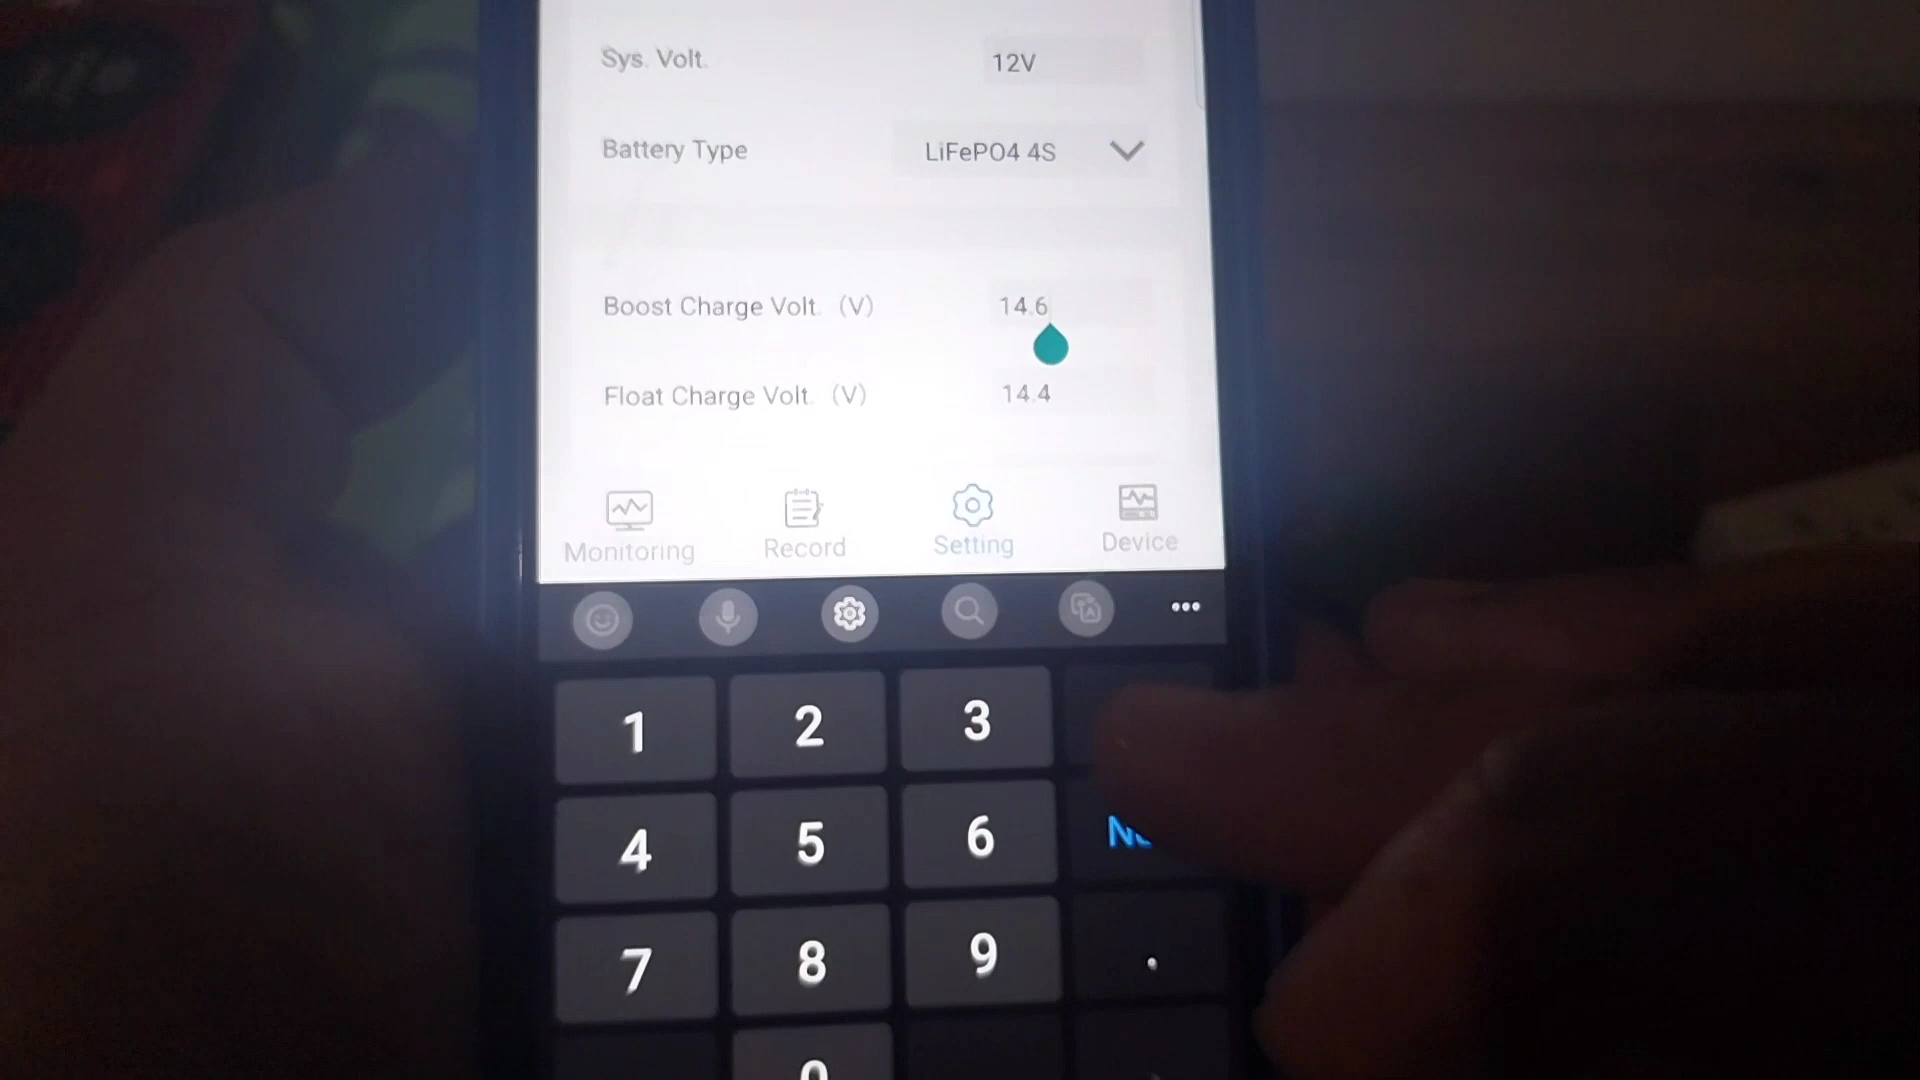 Sys. Volt. 12V
Battery Type LiFePO4 4S
Boost Charge Volt. (V) 14.6
Float Charge Volt. (V) 14.4
Monitoring Record Setting Device
1 2 3
4 5 6
7 8 9 .
0